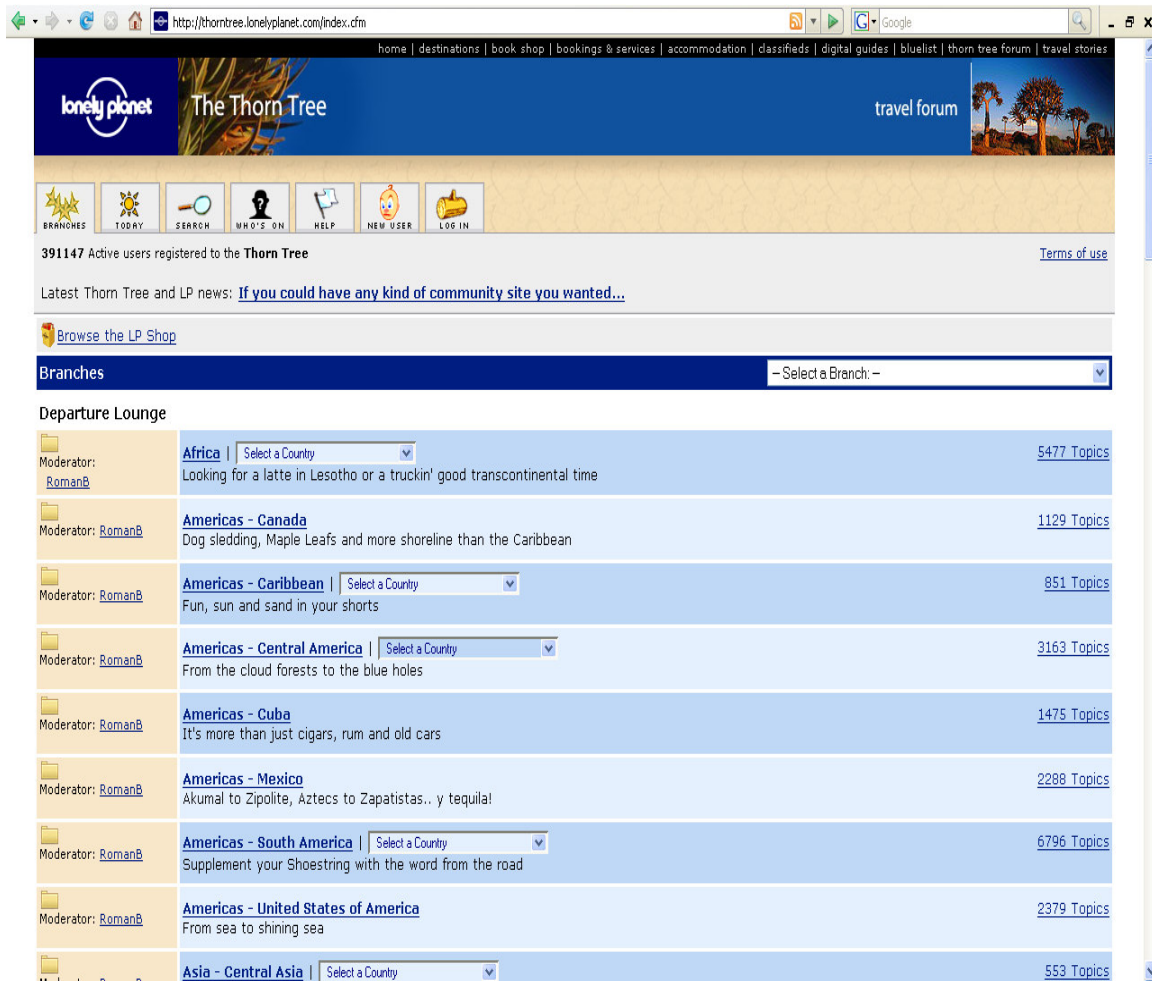 http://thorntree.lonelyplanet.com/index.cfm
Google
home | destinations | book shop | bookings & services | accommodation | classifieds | digital guides | bluelist | thorn tree forum | travel stories
lonely planet
The Thorn Tree
travel forum
BRANCHES
TODAY
SEARCH
WHO'S ON
HELP
NEW USER
LOG IN
391147 Active users registered to the Thorn Tree
Terms of use
Latest Thorn Tree and LP news: If you could have any kind of community site you wanted...
Browse the LP Shop
Branches
– Select a Branch: –
Departure Lounge
Moderator:
RomanB
Africa | Select a Country
5477 Topics
Looking for a latte in Lesotho or a truckin' good transcontinental time
Moderator: RomanB
Americas - Canada
1129 Topics
Dog sledding, Maple Leafs and more shoreline than the Caribbean
Moderator: RomanB
Americas - Caribbean | Select a Country
851 Topics
Fun, sun and sand in your shorts
Moderator: RomanB
Americas - Central America | Select a Country
3163 Topics
From the cloud forests to the blue holes
Moderator: RomanB
Americas - Cuba
1475 Topics
It's more than just cigars, rum and old cars
Moderator: RomanB
Americas - Mexico
2288 Topics
Akumal to Zipolite, Aztecs to Zapatistas.. y tequila!
Moderator: RomanB
Americas - South America | Select a Country
6796 Topics
Supplement your Shoestring with the word from the road
Moderator: RomanB
Americas - United States of America
2379 Topics
From sea to shining sea
Asia - Central Asia | Select a Country
553 Topics